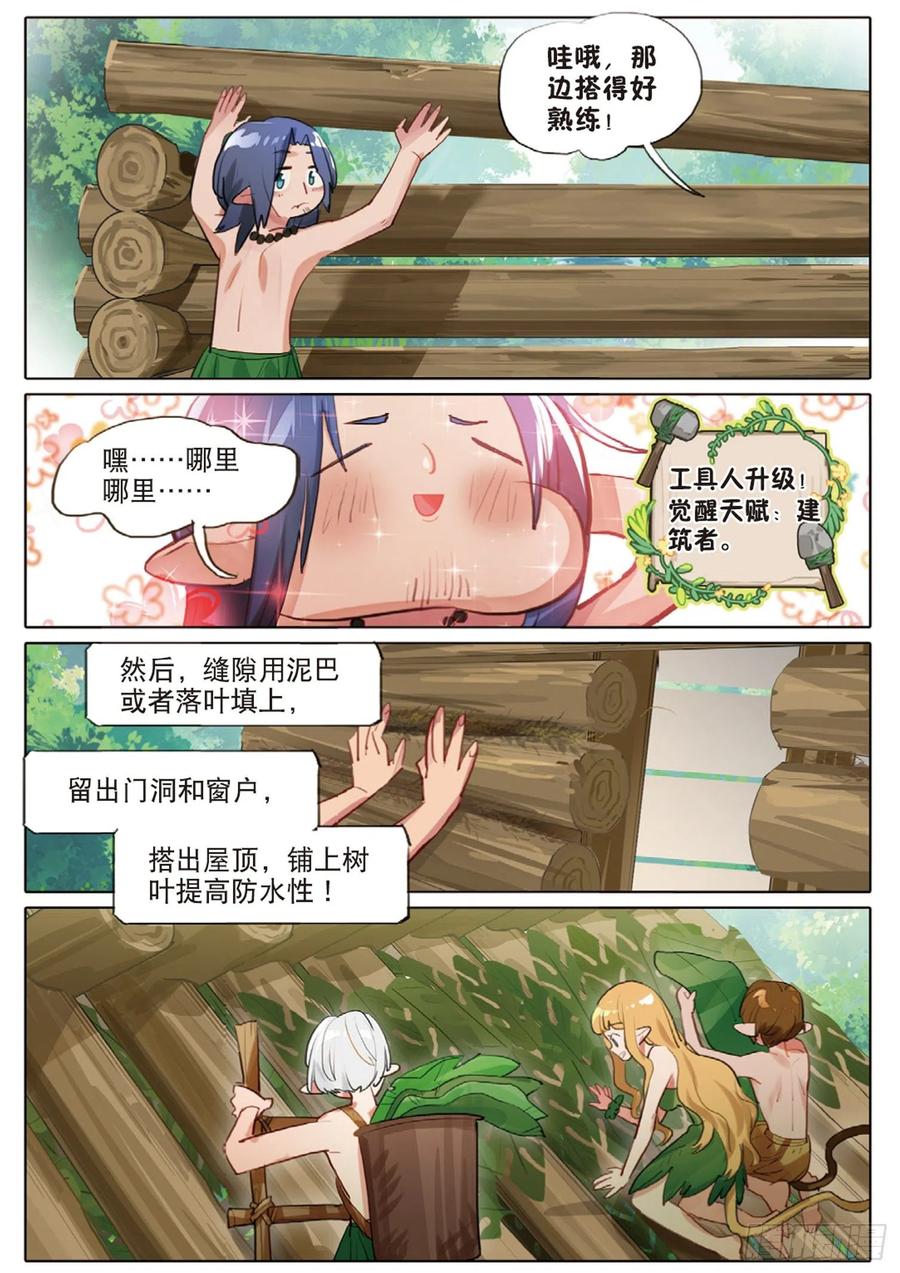 哇哦，那
边搭得好
熟练！
嘿……哪里
哪里……
工具人升级！
觉醒天赋：建
筑者。
然后，缝隙用泥巴
或者落叶填上，
留出门洞和窗户，
搭出屋顶，铺上树
叶提高防水性！